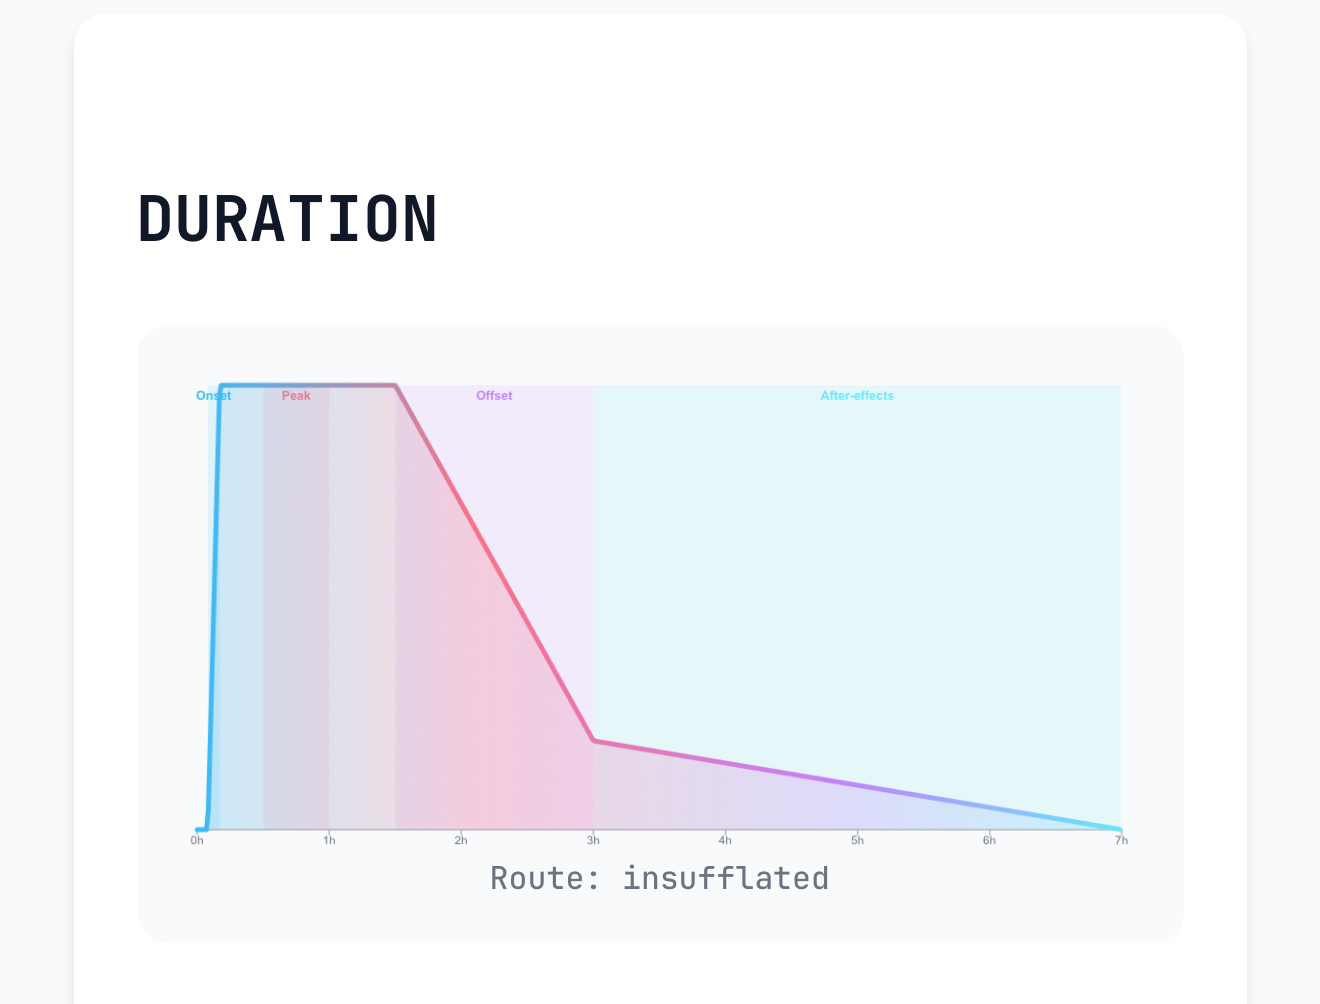 DURATION
Onset Peak Offset After-effects
0h 1h 2h 3h 4h 5h 6h 7h
Route: insufflated